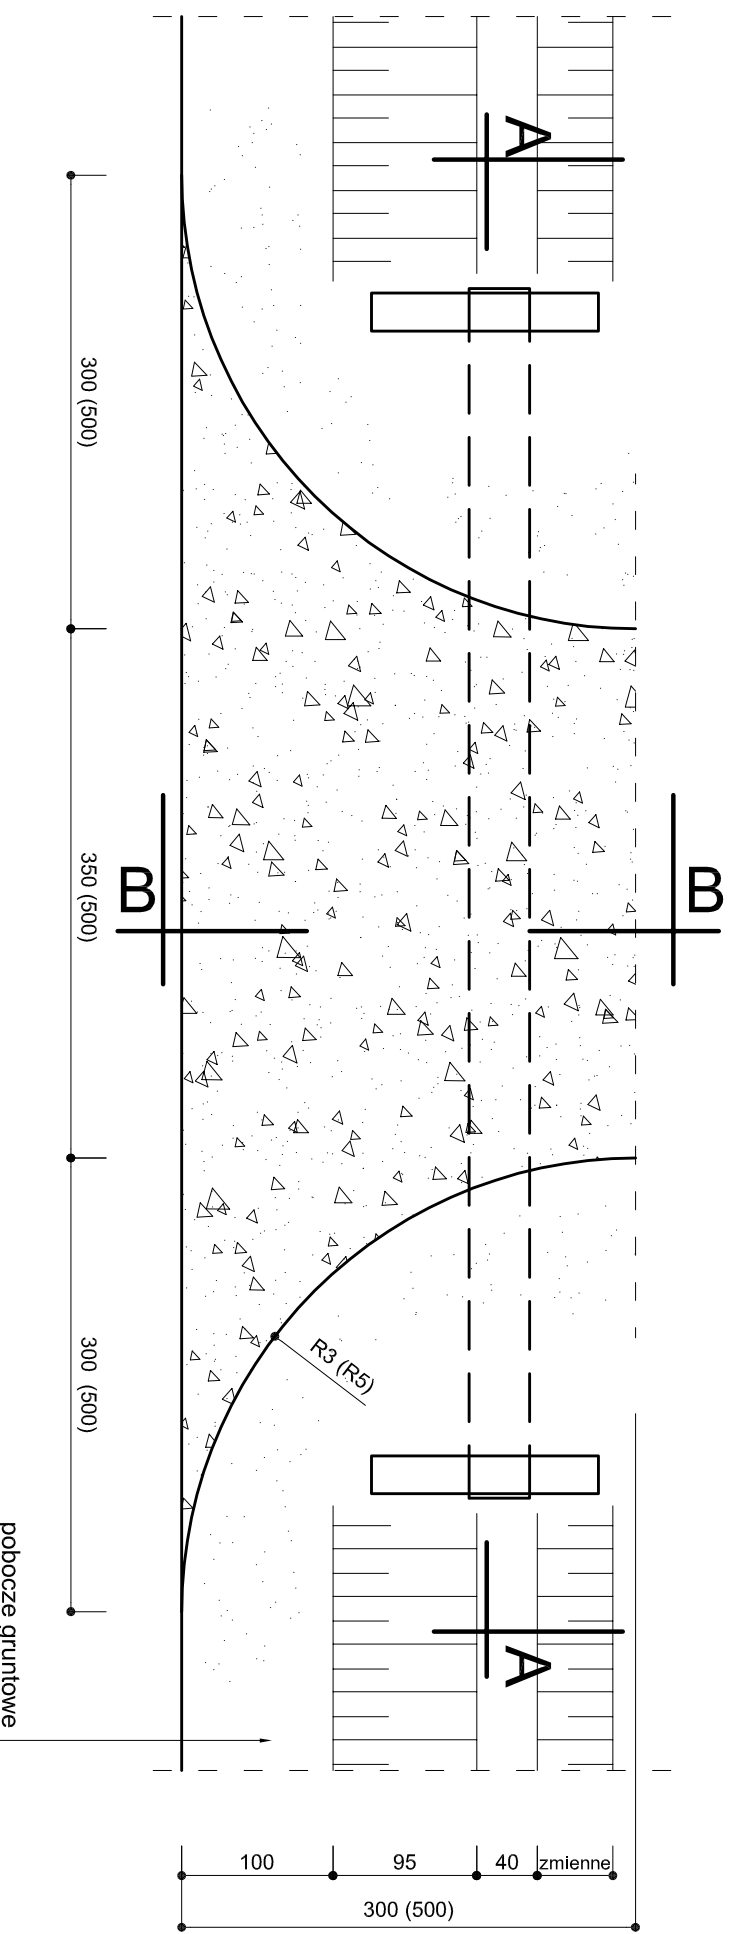 A
300 (500)
350 (500)
B
B
R3 (R5)
300 (500)
A
pobocze gruntowe
100
95
40
zmienne
300 (500)